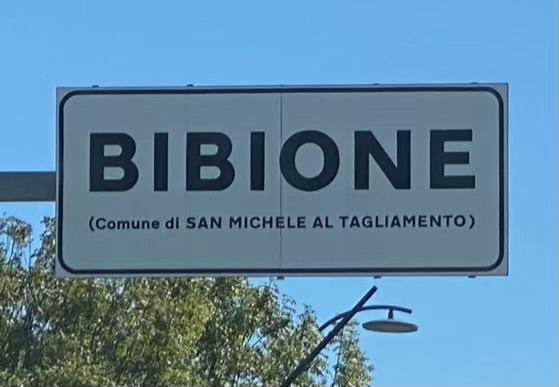 BIBIONE
(Comune di SAN MICHELE AL TAGLIAMENTO)